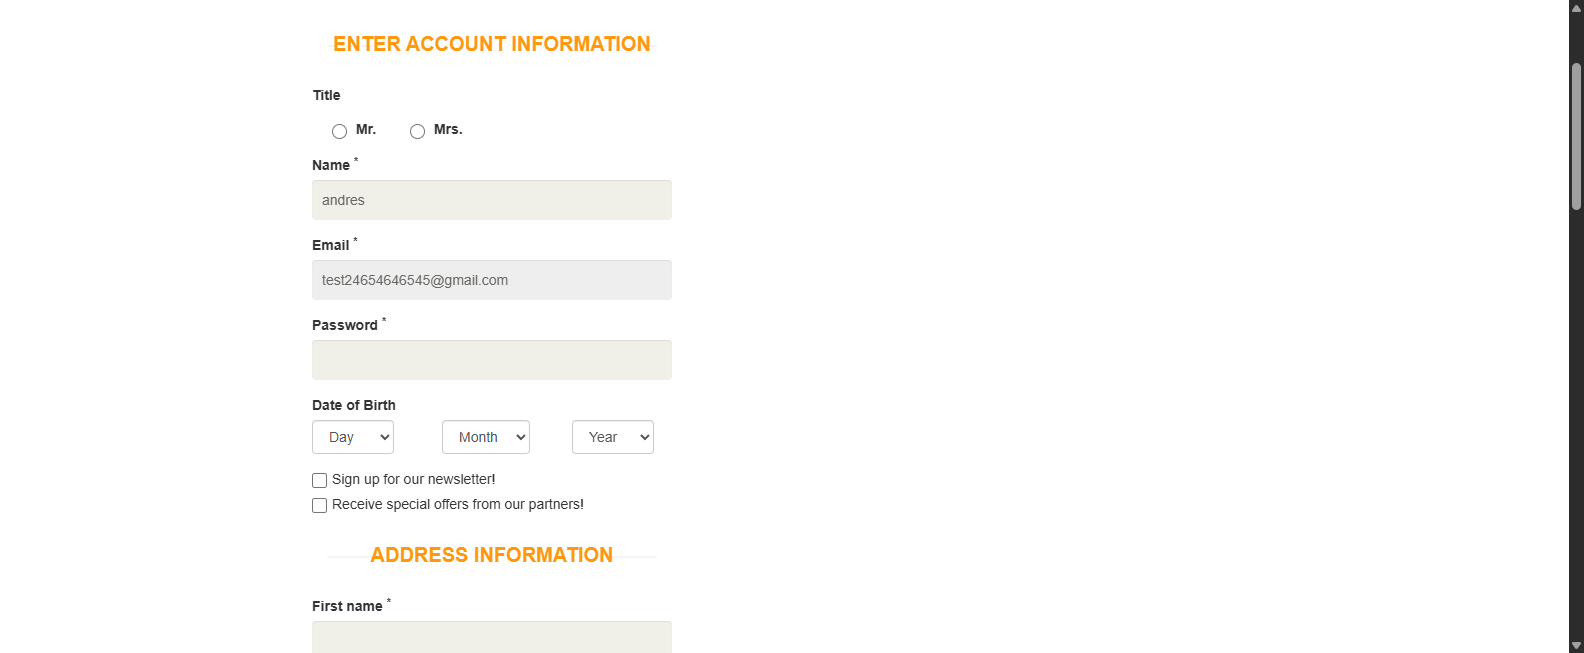 ENTER ACCOUNT INFORMATION
Title
Mr. Mrs.
Name *
andres
Email *
test24654646545@gmail.com
Password *
Date of Birth
Day Month Year
Sign up for our newsletter!
Receive special offers from our partners!
ADDRESS INFORMATION
First name *